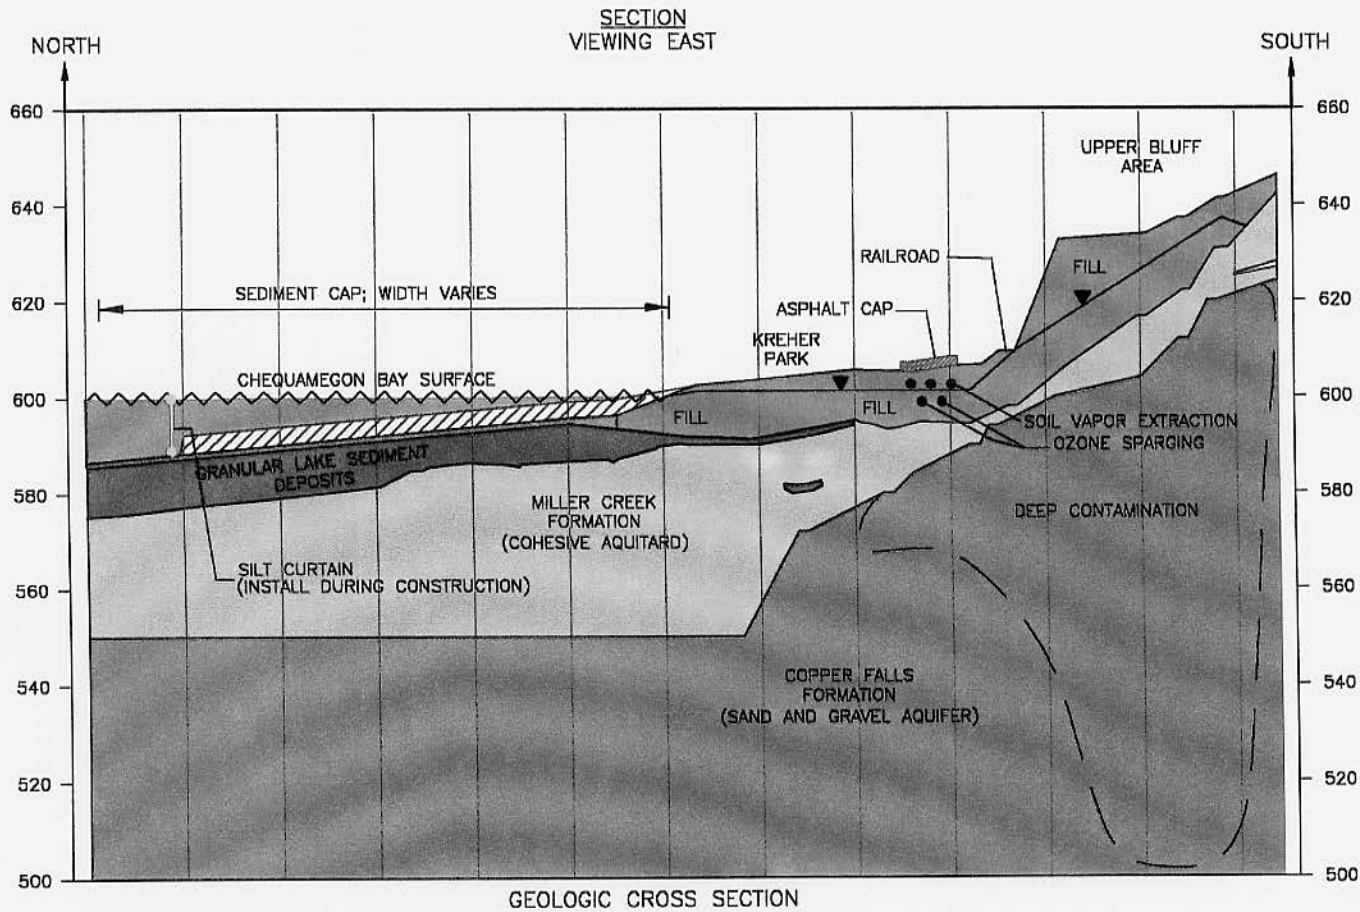 SECTION
VIEWING EAST
NORTH
SOUTH
660
660
UPPER BLUFF
AREA
640
640
RAILROAD
FILL
620
620
SEDIMENT CAP; WIDTH VARIES
ASPHALT CAP
KREHER
PARK
CHEQUAMEGON BAY SURFACE
600
600
FILL
FILL
SOIL VAPOR EXTRACTION
OZONE SPARGING
GRANULAR LAKE SEDIMENT
DEPOSITS
580
580
MILLER CREEK
FORMATION
(COHESIVE AQUITARD)
DEEP CONTAMINATION
SILT CURTAIN
(INSTALL DURING CONSTRUCTION)
560
560
COPPER FALLS
FORMATION
(SAND AND GRAVEL AQUIFER)
540
540
520
520
500
500
GEOLOGIC CROSS SECTION